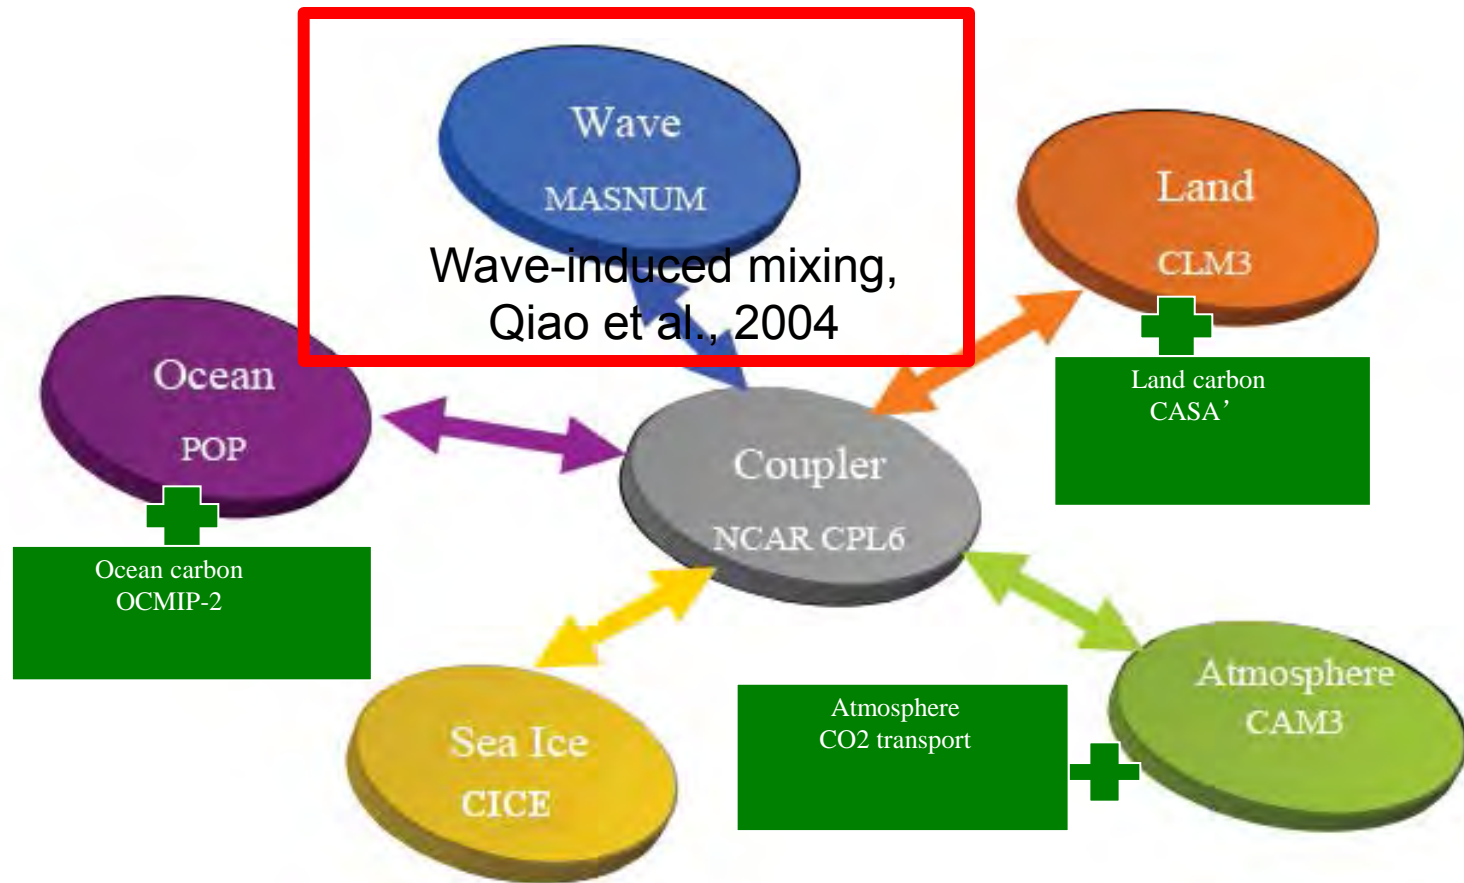 Wave
MASNUM
Wave-induced mixing,
Qiao et al., 2004
Land
CLM3
Land carbon
CASA’
Ocean
POP
Ocean carbon
OCMIP-2
Coupler
NCAR CPL6
Sea Ice
CICE
Atmosphere
CO2 transport
Atmosphere
CAM3